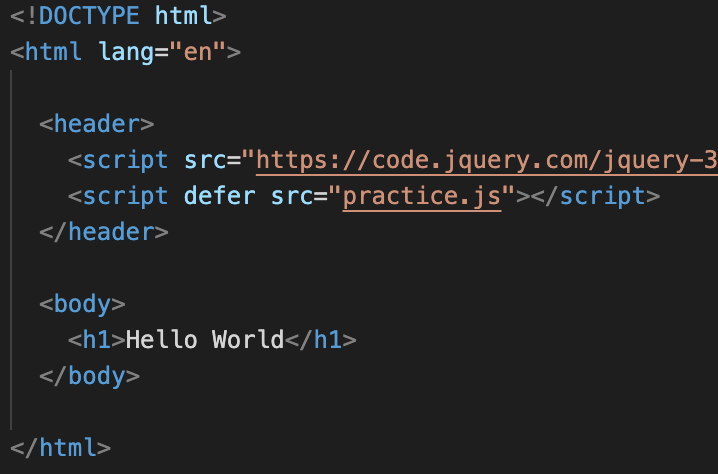 <!DOCTYPE html>
<html lang="en">
<header>
<script src="https://code.jquery.com/jquery-3
<script defer src="practice.js"></script>
</header>
<body>
<h1>Hello World</h1>
</body>
</html>